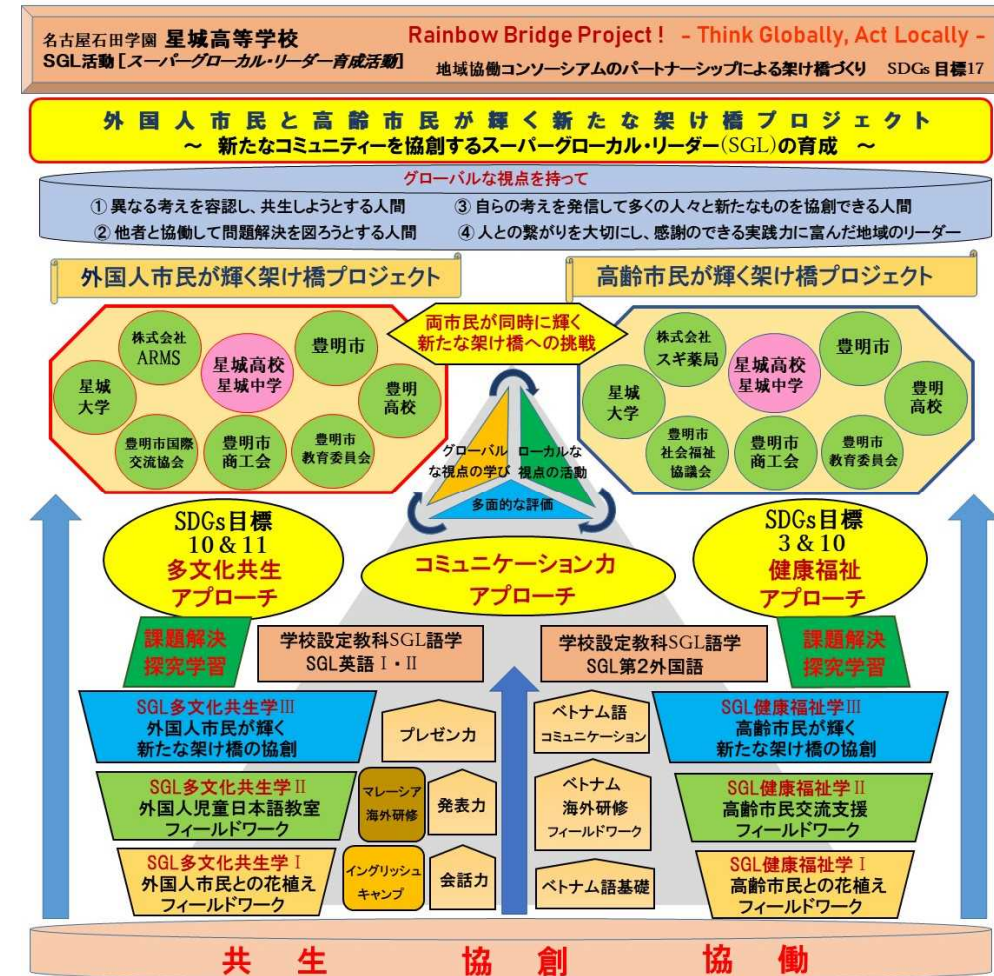 名古屋石田学園 星城高等学校
SGL活動[スーパーグローカル・リーダー育成活動]
Rainbow Bridge Project! - Think Globally, Act Locally -
地域協働コンソーシアムのパートナーシップによる架け橋づくり SDGs 目標17
外国人市民と高齢市民が輝く新たな架け橋プロジェクト
~ 新たなコミュニティーを協創するスーパーグローカル・リーダー(SGL)の育成 ~
グローバルな視点を持って
① 異なる考えを容認し、共生しようとする人間
② 他者と協働して問題解決を図ろうとする人間
③ 自らの考えを発信して多くの人々と新たなものを協創できる人間
④ 人との繋がりを大切にし、感謝のできる実践力に富んだ地域のリーダー
外国人市民が輝く架け橋プロジェクト
高齢市民が輝く架け橋プロジェクト
両市民が同時に輝く
新たな架け橋への挑戦
株式会社
ARMS
星城高校
星城中学
豊明市
星城
大学
豊明
高校
豊明市国際
交流協会
豊明市
商工会
豊明市
教育委員会
株式会社
スギ薬局
星城高校
星城中学
豊明市
星城
大学
豊明
高校
豊明市
社会福祉
協議会
豊明市
商工会
豊明市
教育委員会
グローバル
な視点の学び
ローカルな
視点の活動
多面的な評価
SDGs目標
10 & 11
多文化共生
アプローチ
コミュニケーション力
アプローチ
SDGs目標
3 & 10
健康福祉
アプローチ
課題解決
探究学習
学校設定教科SGL語学
SGL英語Ⅰ・Ⅱ
学校設定教科SGL語学
SGL第2外国語
課題解決
探究学習
SGL多文化共生学Ⅲ
外国人市民が輝く
新たな架け橋の協創
プレゼン力
ベトナム語
コミュニケーション
SGL健康福祉学Ⅲ
高齢市民が輝く
新たな架け橋の協創
SGL多文化共生学Ⅱ
外国人児童日本語教室
フィールドワーク
マレーシア
海外研修
発表力
ベトナム
海外研修
フィールドワーク
SGL健康福祉学Ⅱ
高齢市民交流支援
フィールドワーク
SGL多文化共生学Ⅰ
外国人市民との花植え
フィールドワーク
イングリッシュ
キャンプ
会話力
ベトナム語基礎
SGL健康福祉学Ⅰ
高齢市民との花植え
フィールドワーク
共生 協創 協働